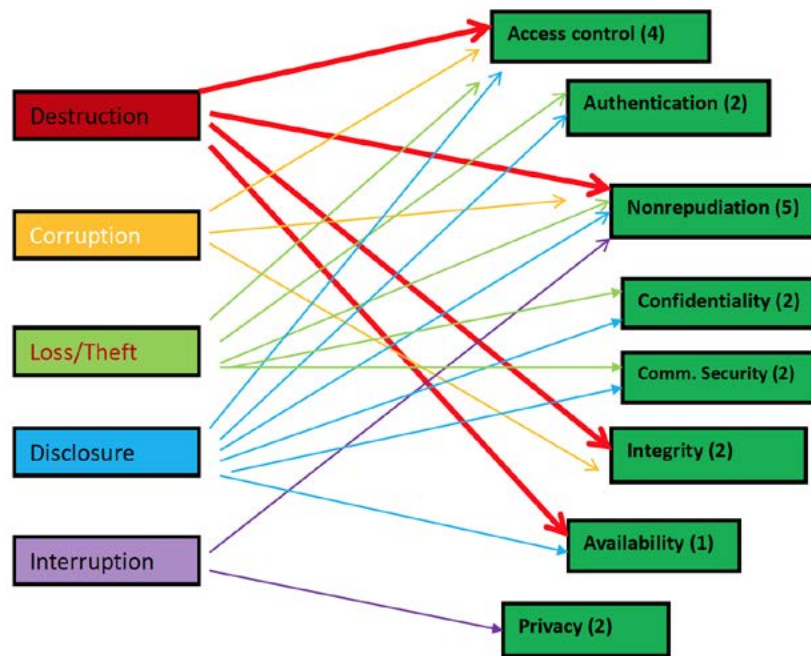 Access control (4)
Destruction
Authentication (2)
Corruption
Nonrepudiation (5)
Confidentiality (2)
Loss/Theft
Comm. Security (2)
Disclosure
Integrity (2)
Interruption
Availability (1)
Privacy (2)